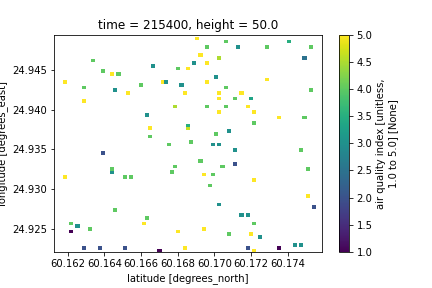 time = 215400, height = 50.0
24.945
24.940
24.935
24.930
24.925
longitude [degrees_east]
60.162 60.164 60.166 60.168 60.170 60.172 60.174
latitude [degrees_north]
5.0
4.5
4.0
3.5
3.0
2.5
2.0
1.5
1.0
air quality index [unitless,
1.0 to 5.0] [None]